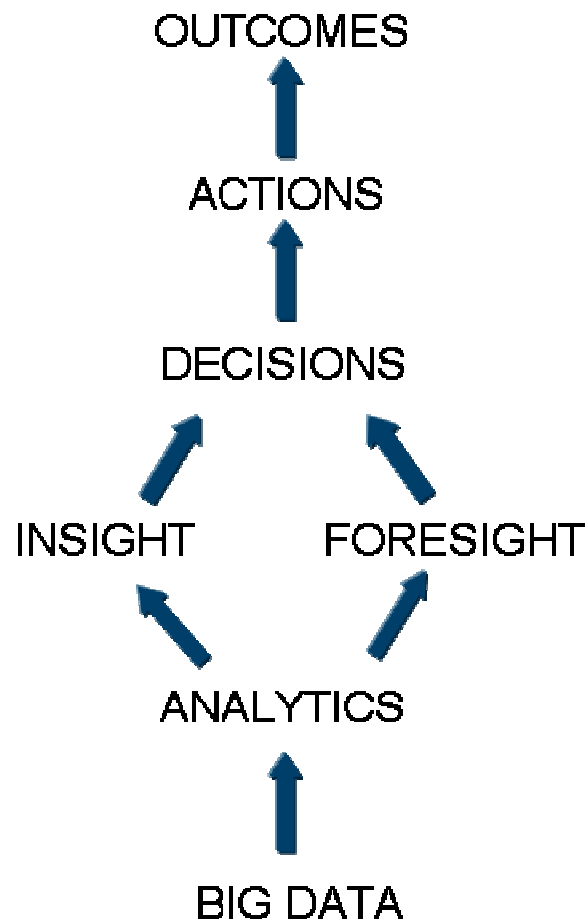 OUTCOMES
ACTIONS
DECISIONS
INSIGHT FORESIGHT
ANALYTICS
BIG DATA